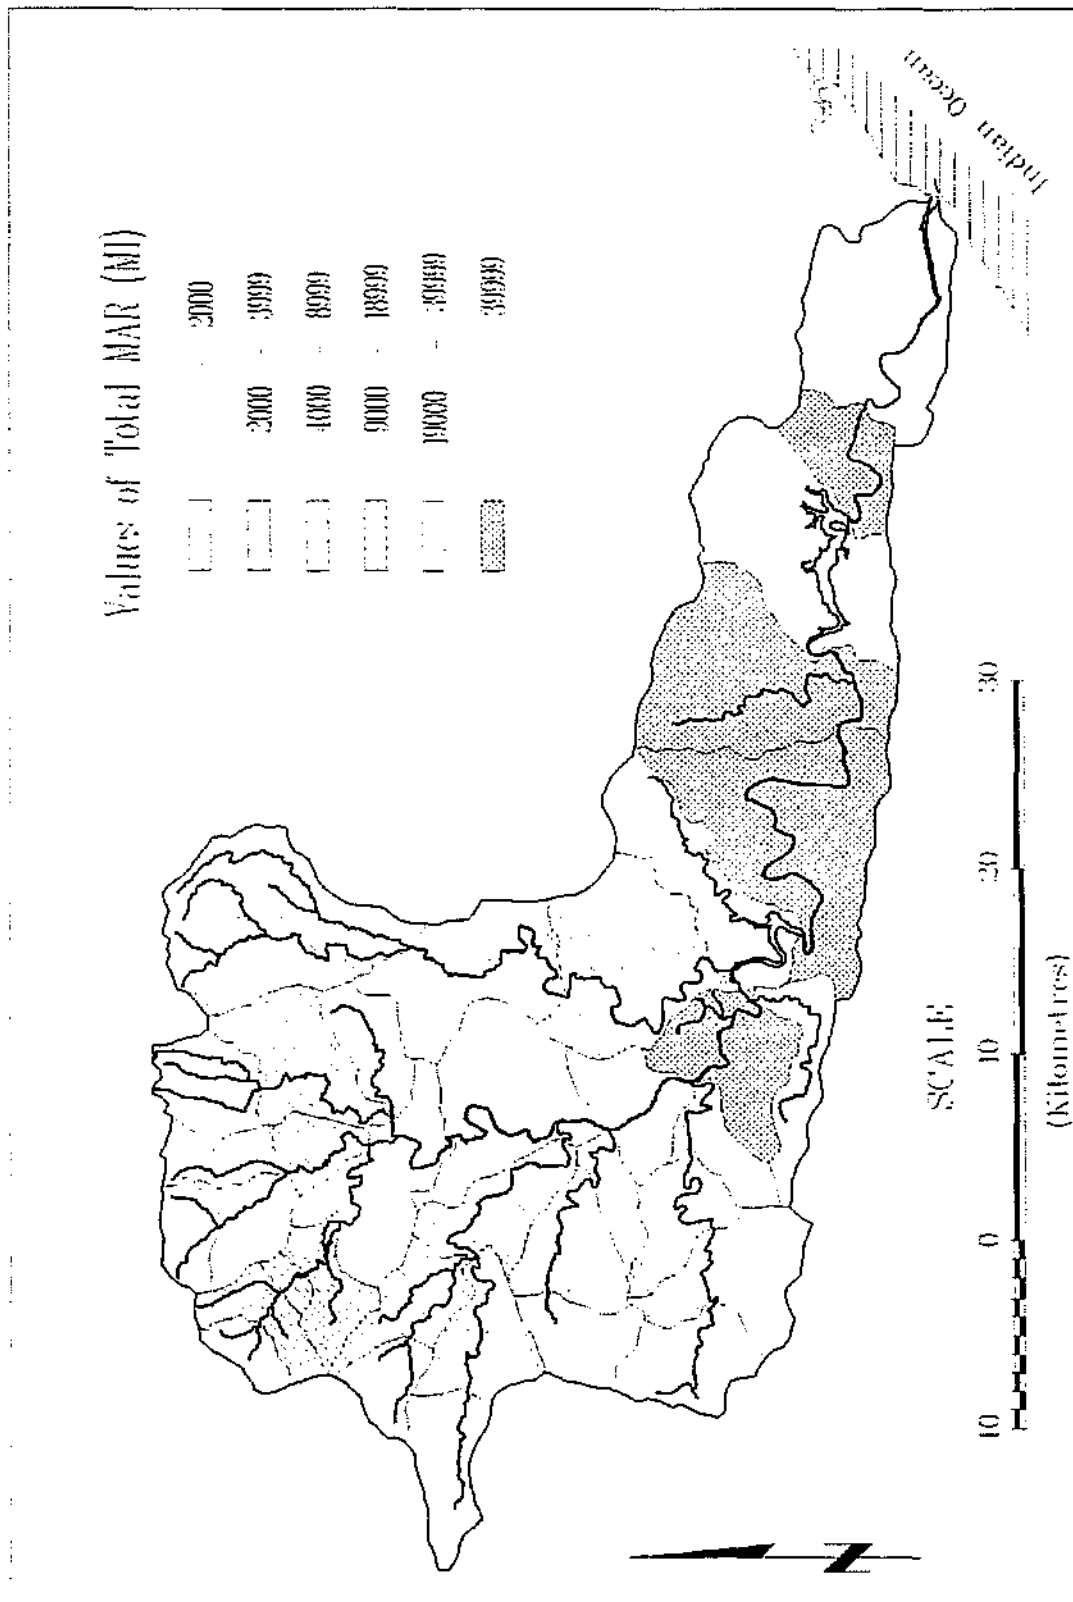 Values of Total MAR (Ml)
- 2000
2000 - 3999
4000 - 8999
9000 - 18999
19000 - 39999
39999
Indian Ocean
SCALE
10 0 10 20 30
(Kilometres)
N